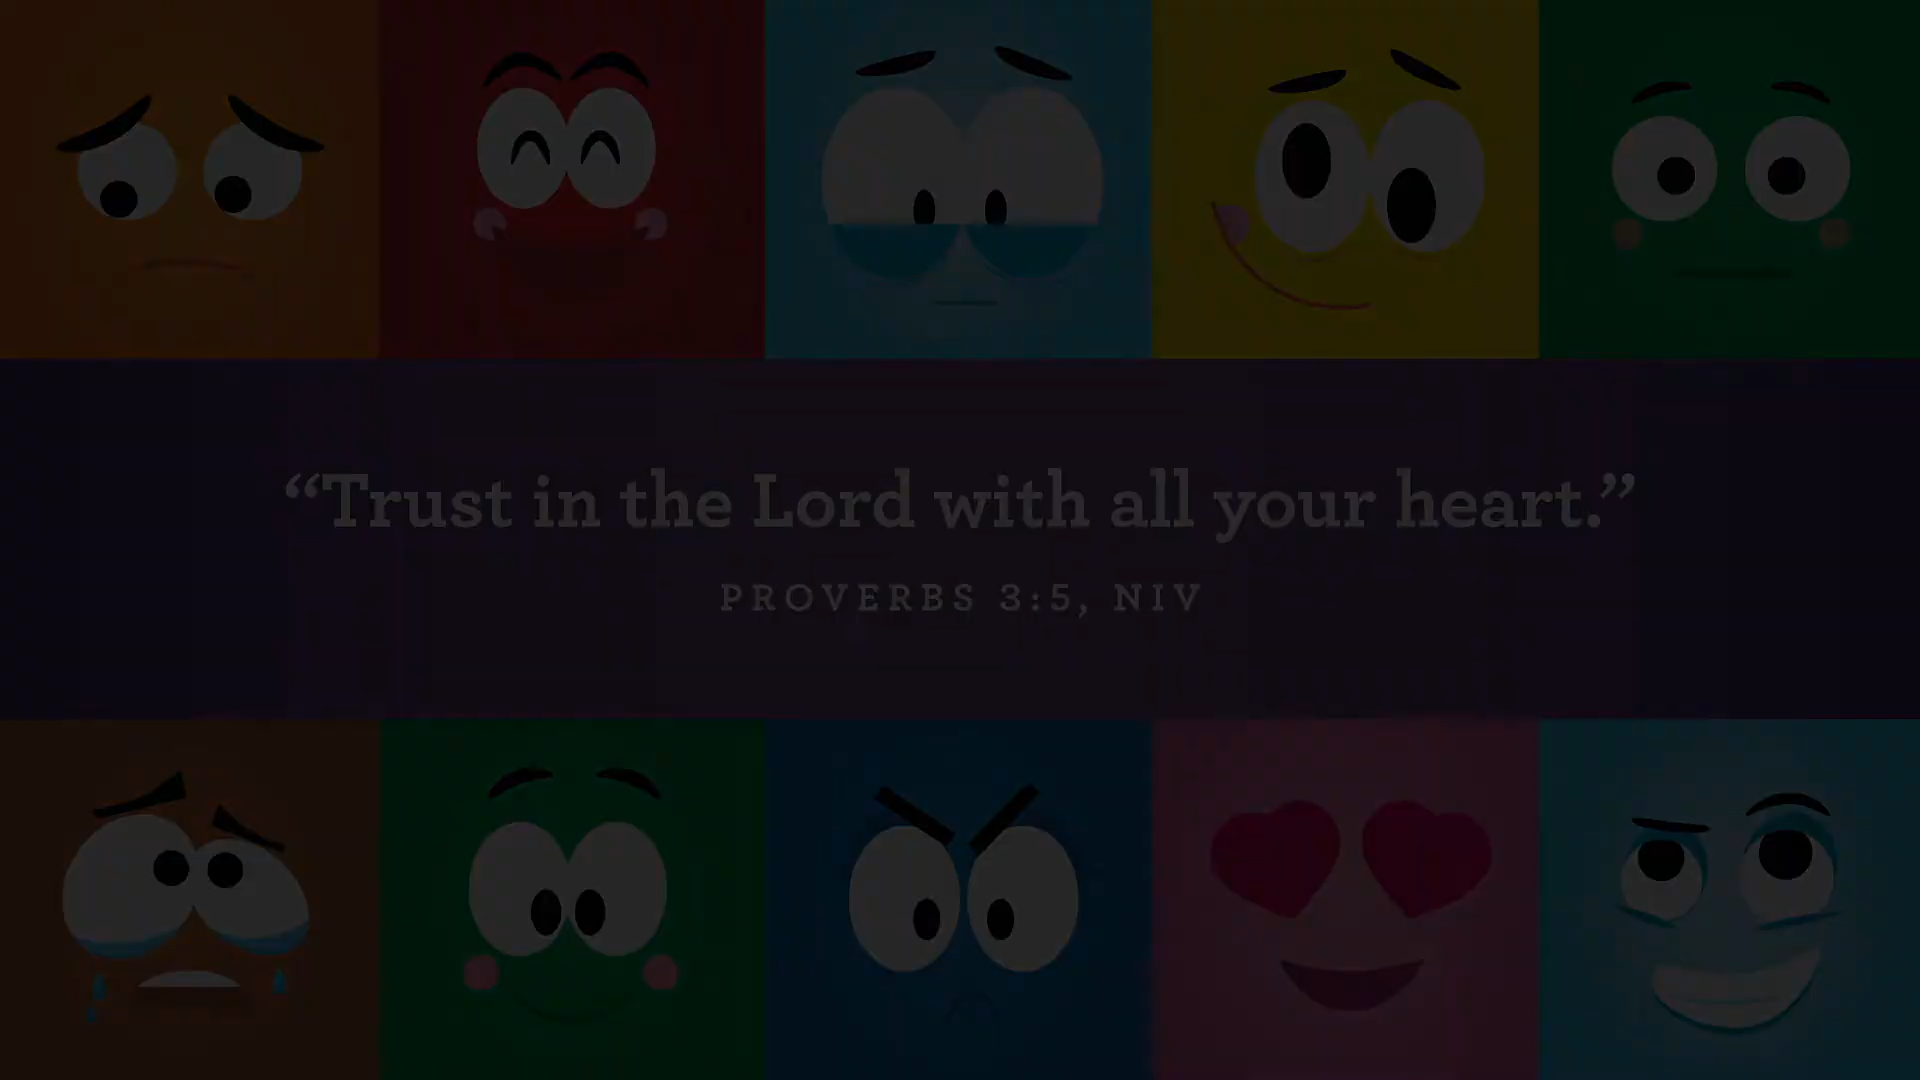 “Trust in the Lord with all your heart.”
PROVERBS 3:5, NIV